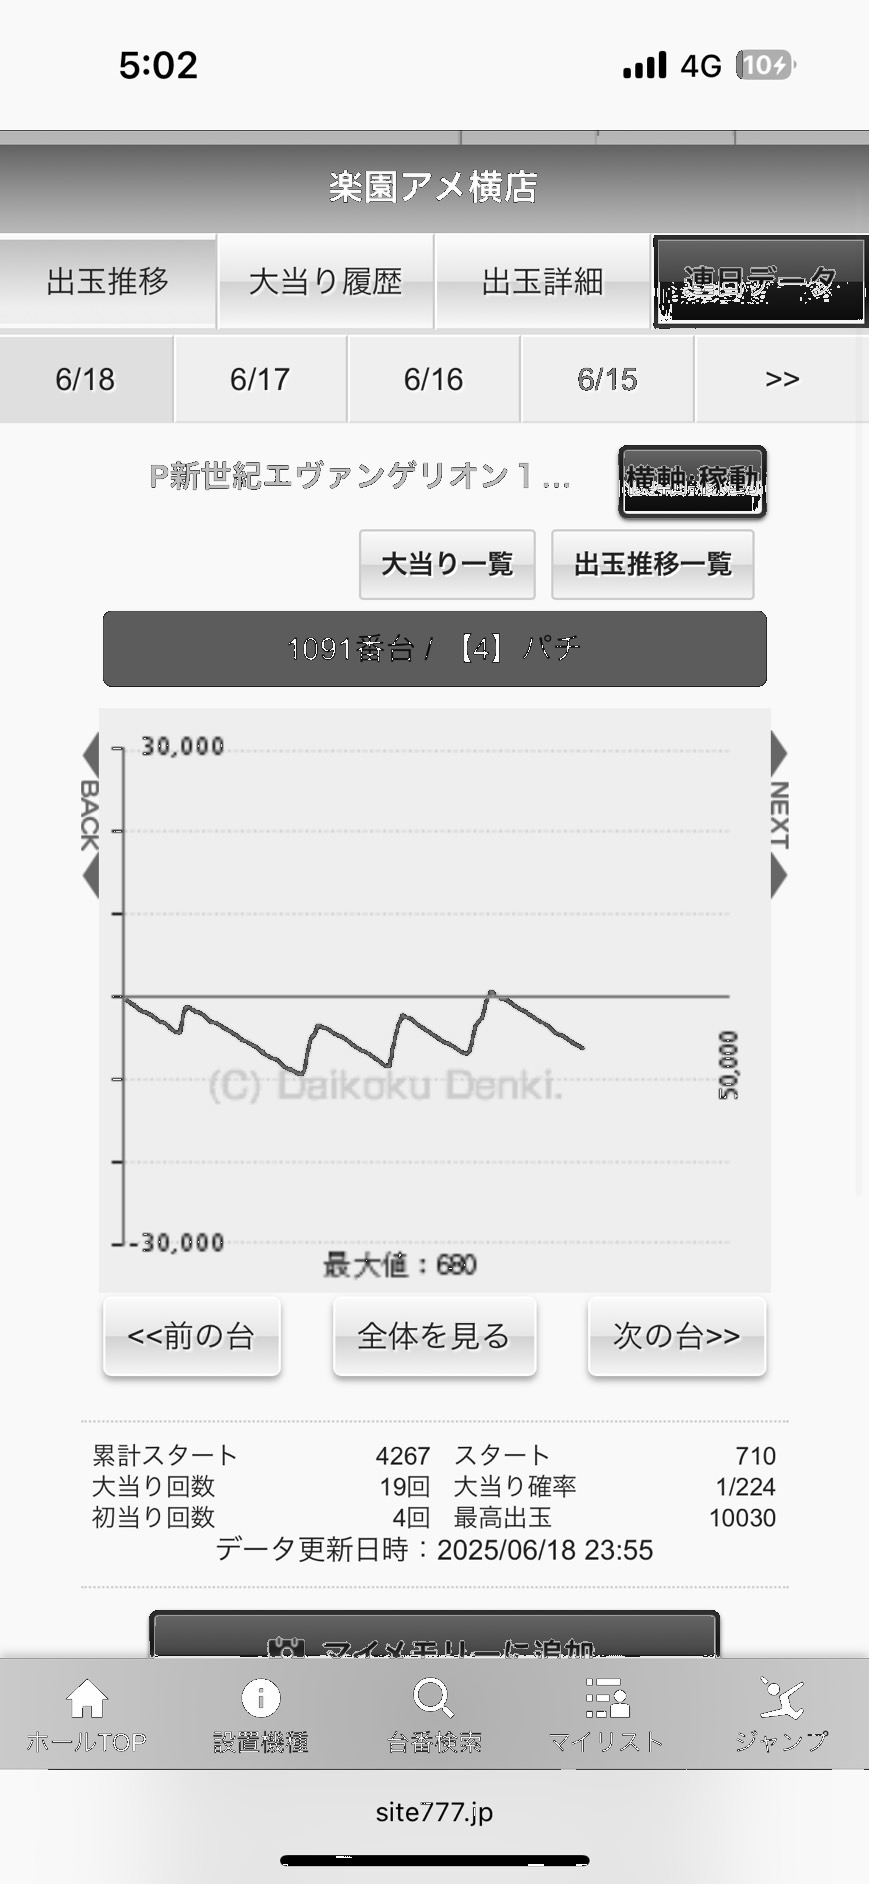 5:02 4G 10
楽園アメ横店
出玉推移 大当り履歴 出玉詳細 連日データ
6/18 6/17 6/16 6/15 >>
P新世紀エヴァンゲリオン１...
横軸:稼動
大当り一覧 出玉推移一覧
1091番台 / 【4】 パチ
30,000
BACK
NEXT
50,000
(C) Daikoku Denki.
-30,000
最大値：680
<<前の台 全体を見る 次の台>>
累計スタート 4267 スタート 710
大当り回数 19回 大当り確率 1/224
初当り回数 4回 最高出玉 10030
データ更新日時：2025/06/18 23:55
マイメモリーに追加
ホールTOP 設置機種 台番検索 マイリスト ジャンプ
site777.jp